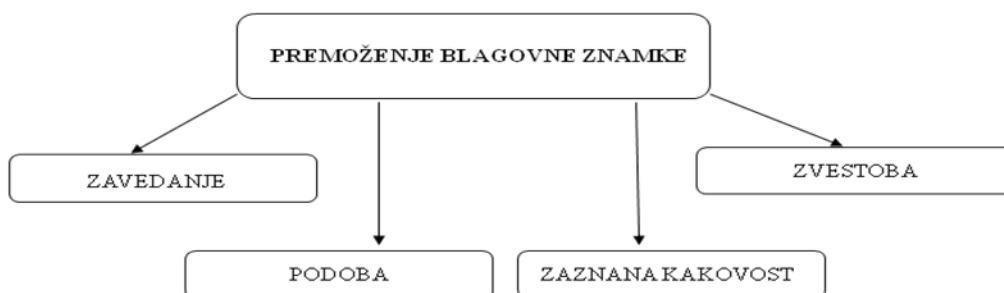 PREMOŽENJE BLAGOVNE ZNAMKE
ZAVEDANJE
ZVESTOBA
PODOBA
ZAZNANA KAKOVOST